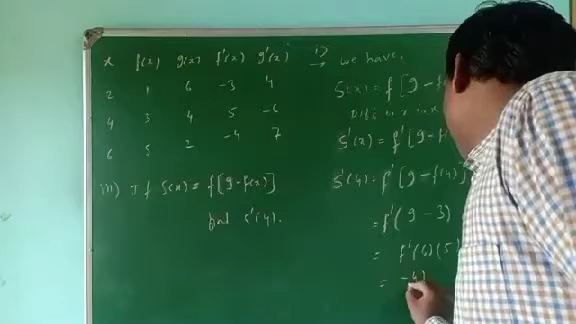 x f(x) g(x) f'(x) g'(x)
2 1 6 -3 4
4 3 4 5 -6
6 5 2 -4 7
iii) If S(x) = f[9-f(x)]
find S'(4).
i> → we have,
S(x) = f[9-f
Diff. w.r.t.x
S'(x) = f'[9-f
S'(4) = f'[9-f(4)]
= f'(9-3)
= f'(6)(5)
= -4)